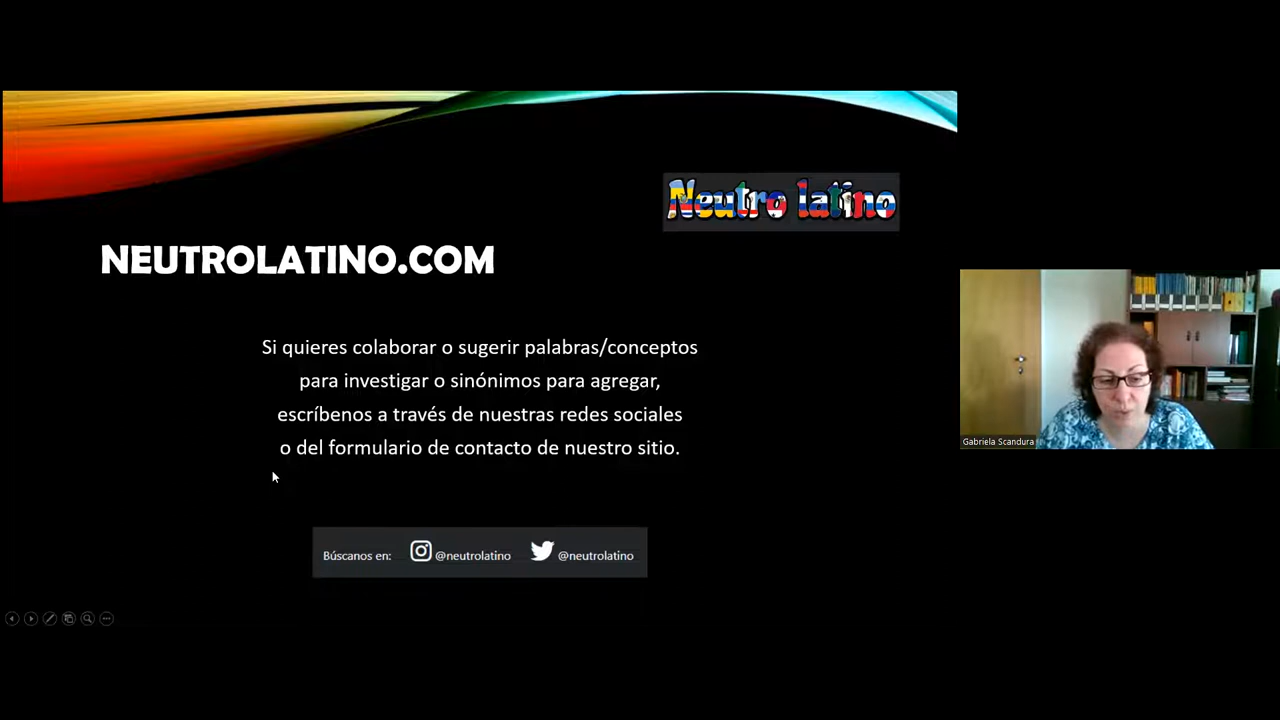 Neutro latino
NEUTROLATINO.COM
Si quieres colaborar o sugerir palabras/conceptos
para investigar o sinónimos para agregar,
escríbenos a través de nuestras redes sociales
o del formulario de contacto de nuestro sitio.
Búscanos en: @neutrolatino @neutrolatino
Gabriela Scandura